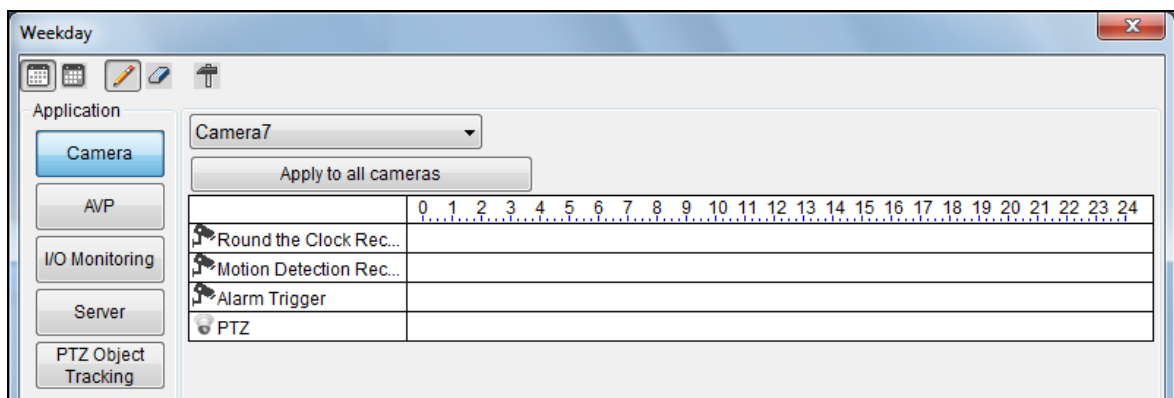 Weekday
Application
Camera
AVP
I/O Monitoring
Server
PTZ Object
Tracking
Camera7
Apply to all cameras
0 1 2 3 4 5 6 7 8 9 10 11 12 13 14 15 16 17 18 19 20 21 22 23 24
Round the Clock Rec...
Motion Detection Rec...
Alarm Trigger
PTZ